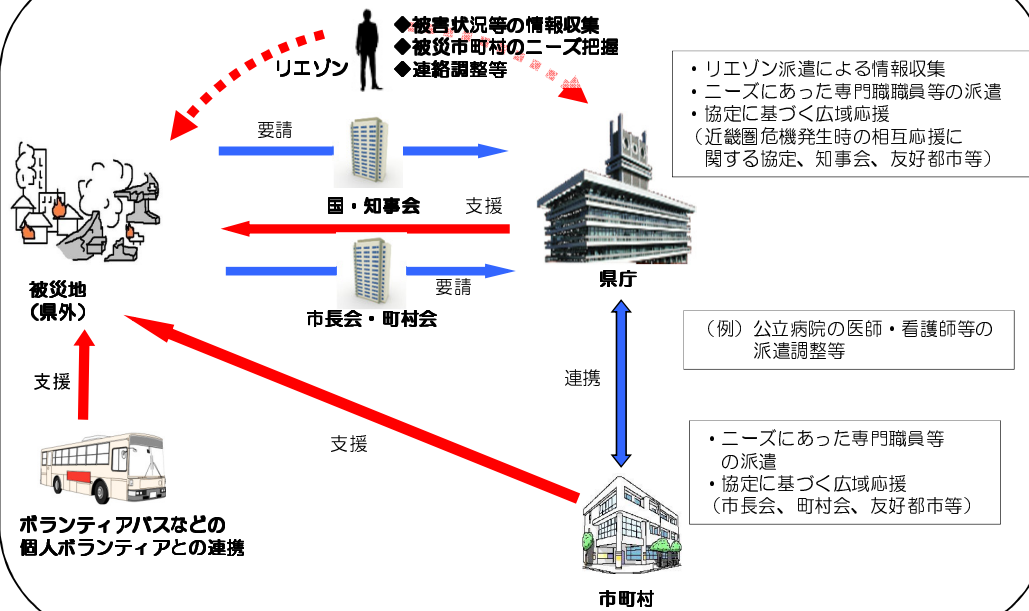 リエゾン
◆被害状況等の情報収集
◆被災市町村のニーズ把握
◆連絡調整等
・リエゾン派遣による情報収集
・ニーズにあった専門職職員等の派遣
・協定に基づく広域応援
（近畿圏危機発生時の相互応援に
関する協定、知事会、友好都市等）
要請
国・知事会
支援
市長会・町村会
要請
被災地
（県外）
県庁
（例）公立病院の医師・看護師等の
派遣調整等
連携
支援
支援
・ニーズにあった専門職員等
の派遣
・協定に基づく広域応援
（市長会、町村会、友好都市等）
ボランティアバスなどの
個人ボランティアとの連携
市町村